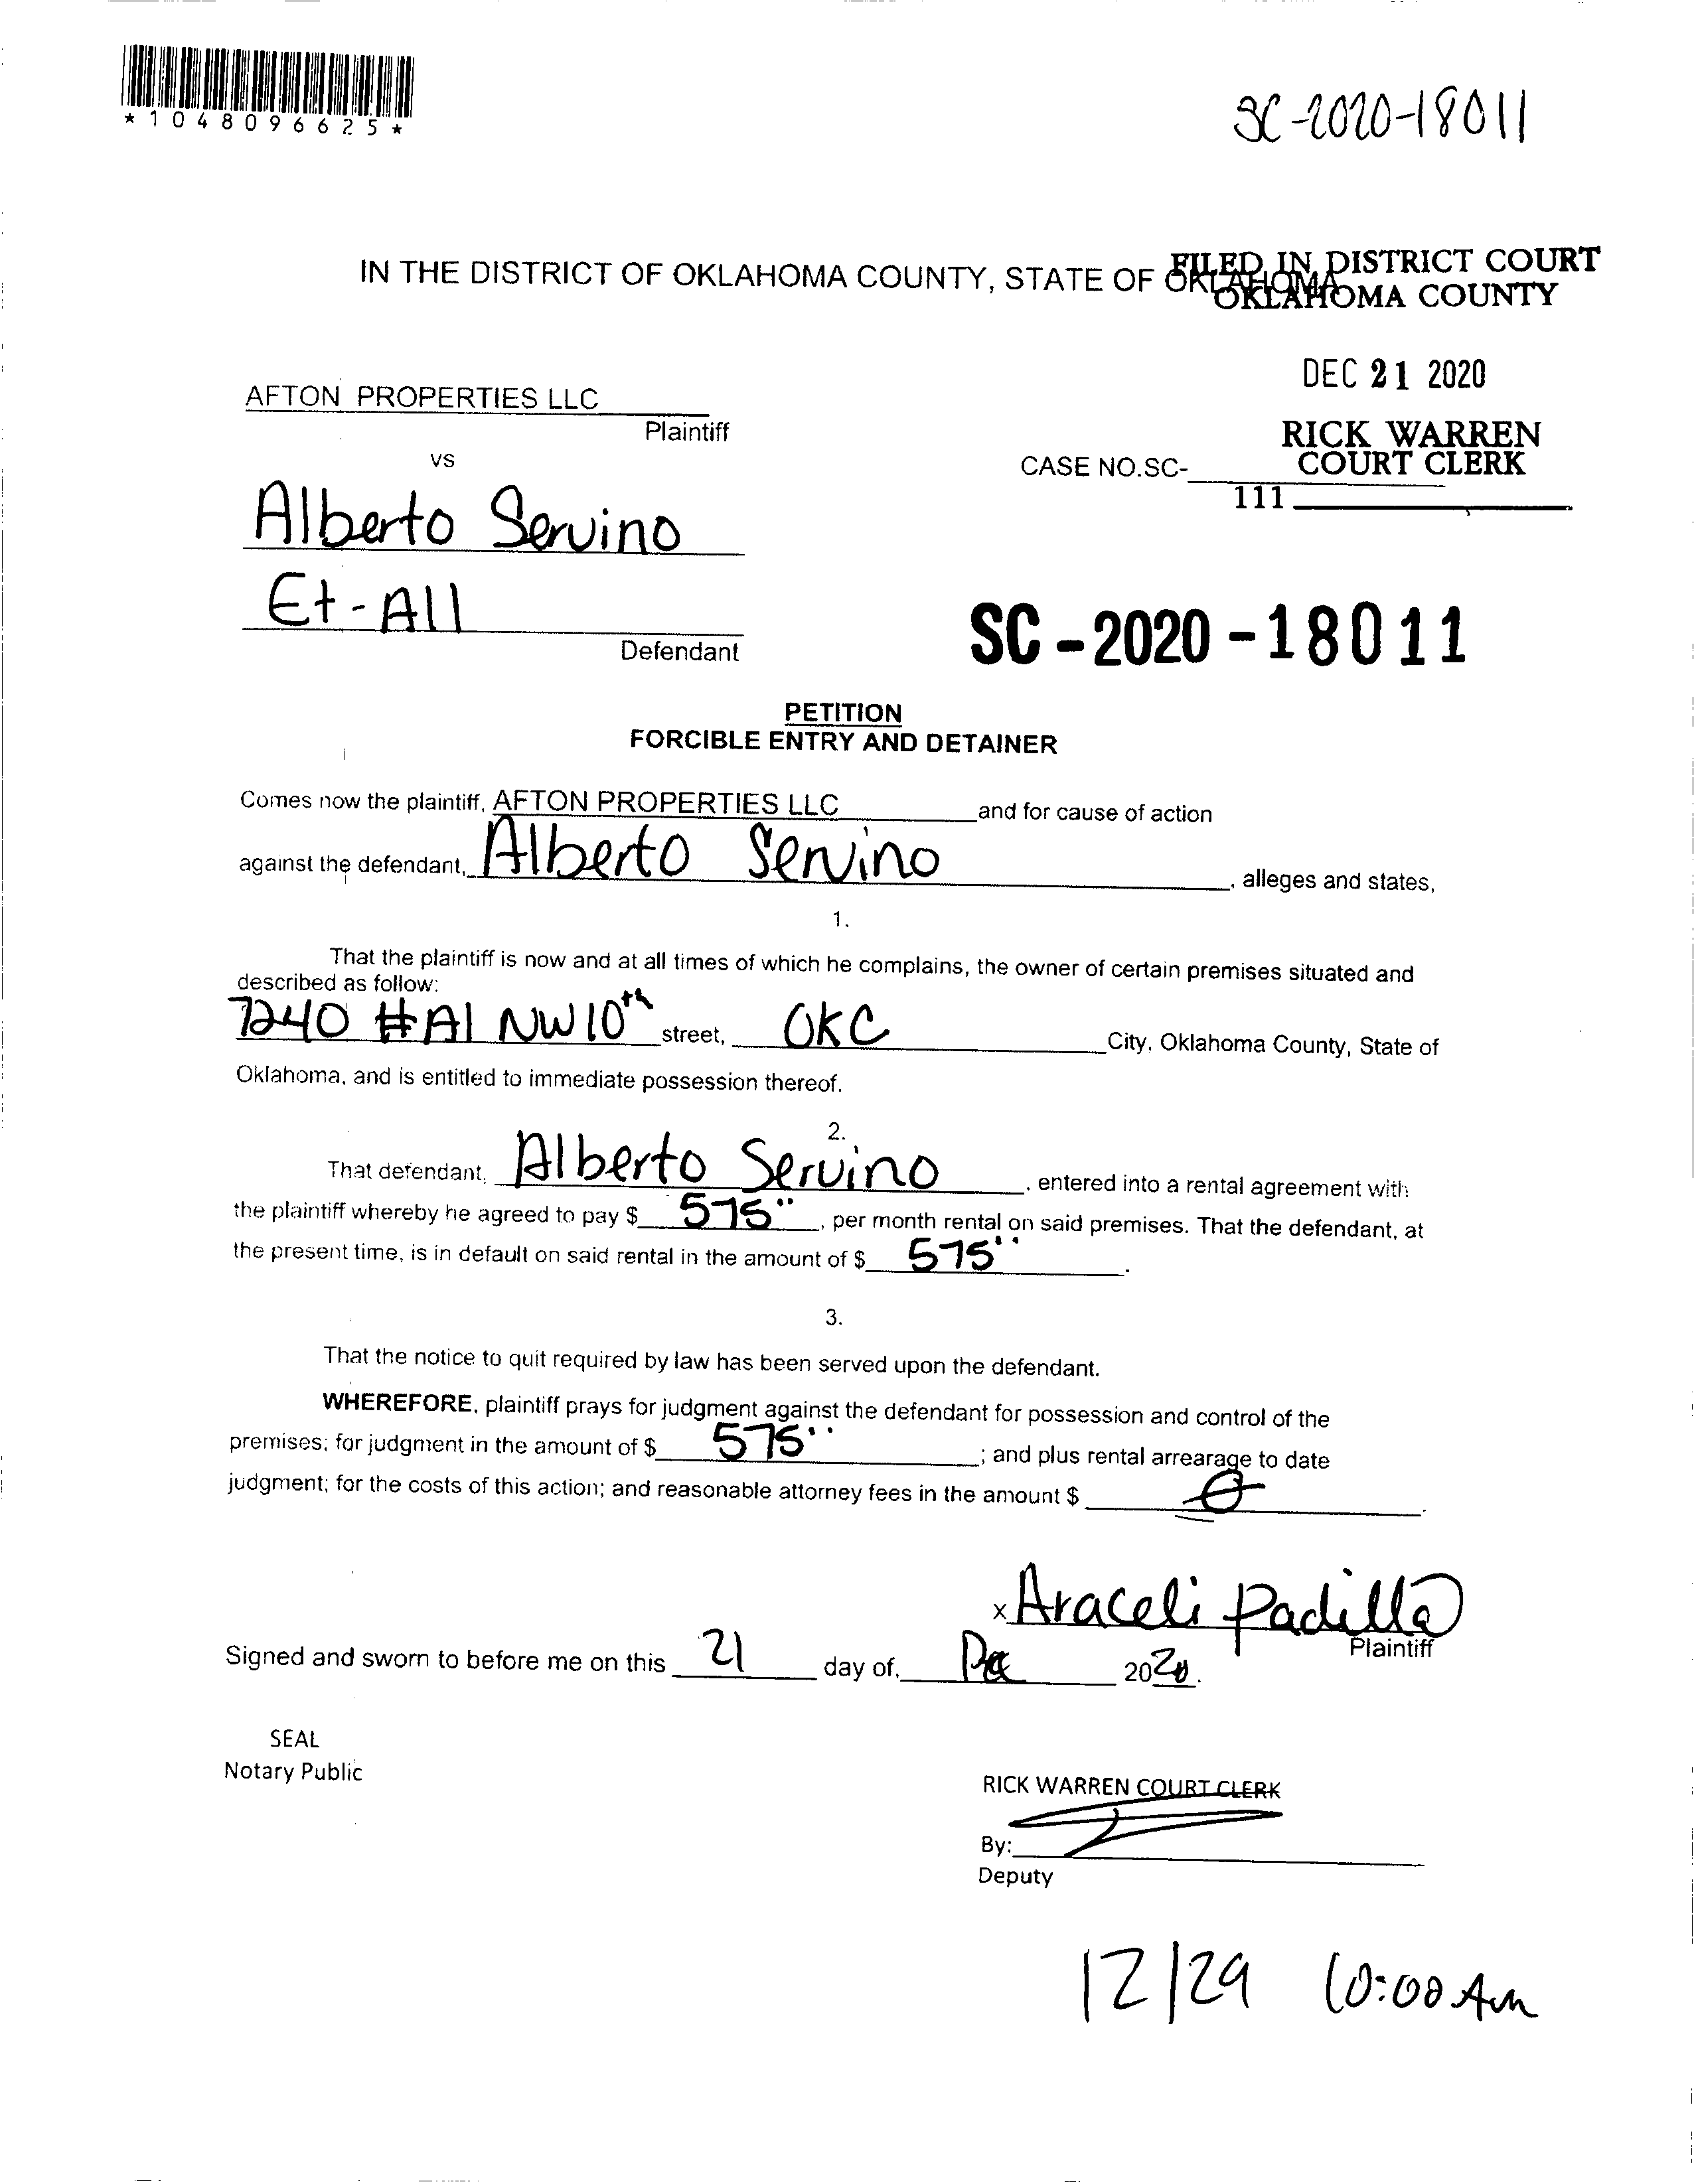 *1048096625*
SC-2020-18011
IN THE DISTRICT OF OKLAHOMA COUNTY, STATE OF OKLAHOMA
FILED IN DISTRICT COURT
OKLAHOMA COUNTY
DEC 21 2020
RICK WARREN
COURT CLERK
AFTON PROPERTIES LLC
Plaintiff
vs
CASE NO.SC-
111
Alberto Servino
Et-All
Defendant
SC-2020-18011
PETITION
FORCIBLE ENTRY AND DETAINER
Comes now the plaintiff, AFTON PROPERTIES LLC and for cause of action
against the defendant, Alberto Servino, alleges and states,
1.
That the plaintiff is now and at all times of which he complains, the owner of certain premises situated and
described as follow:
7240 #A1 NW 10th street, OKC City, Oklahoma County, State of
Oklahoma, and is entitled to immediate possession thereof.
2.
That defendant, Alberto Servino, entered into a rental agreement with
the plaintiff whereby he agreed to pay $ 575.., per month rental on said premises. That the defendant, at
the present time, is in default on said rental in the amount of $ 575...
3.
That the notice to quit required by law has been served upon the defendant.
WHEREFORE, plaintiff prays for judgment against the defendant for possession and control of the
premises; for judgment in the amount of $ 575..; and plus rental arrearage to date
judgment; for the costs of this action; and reasonable attorney fees in the amount $ 0.
x Araceli Padilla
Plaintiff
Signed and sworn to before me on this 21 day of, Dec 2020.
SEAL
Notary Public
RICK WARREN COURT CLERK
By:
Deputy
12/29 10:00 Am